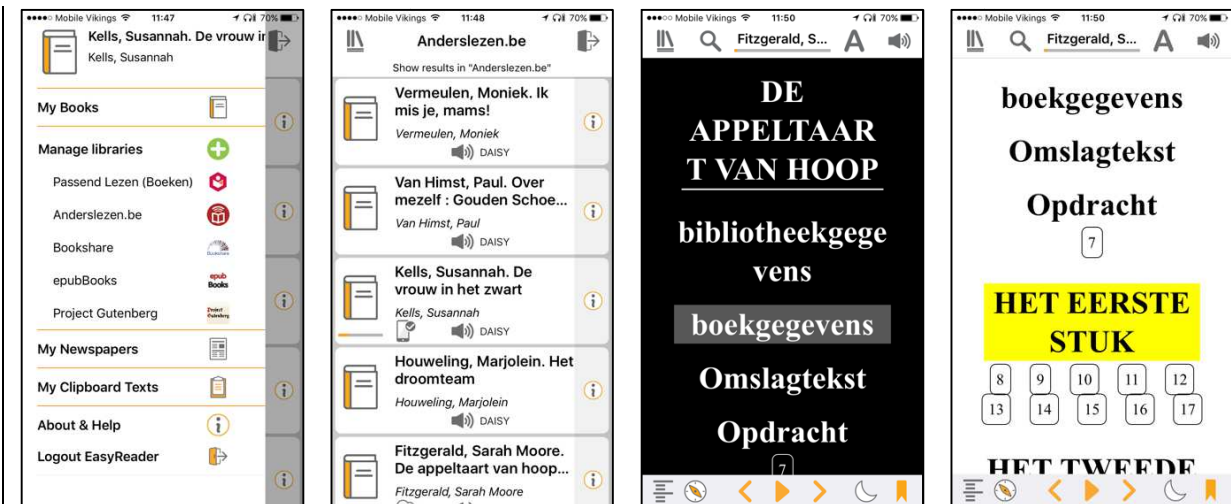 Mobile Vikings 11:47 70%
Kells, Susannah. De vrouw in
Kells, Susannah
My Books
Manage libraries
Passend Lezen (Boeken)
Anderslezen.be
Bookshare
epubBooks
epub
Books
Project Gutenberg
Project
Gutenberg
My Newspapers
My Clipboard Texts
About & Help
Logout EasyReader
Mobile Vikings 11:48 70%
Anderslezen.be
Show results in "Anderslezen.be"
Vermeulen, Moniek. Ik
mis je, mams!
Vermeulen, Moniek
DAISY
Van Himst, Paul. Over
mezelf : Gouden Schoe...
Van Himst, Paul
DAISY
Kells, Susannah. De
vrouw in het zwart
Kells, Susannah
DAISY
Houweling, Marjolein. Het
droomteam
Houweling, Marjolein
DAISY
Fitzgerald, Sarah Moore.
De appeltaart van hoop...
Fitzgerald, Sarah Moore
Mobile Vikings 11:50 70%
Fitzgerald, S... A
DE
APPELTAAR
T VAN HOOP
bibliotheekgege
vens
boekgegevens
Omslagtekst
Opdracht
7
Mobile Vikings 11:50 70%
Fitzgerald, S... A
boekgegevens
Omslagtekst
Opdracht
7
HET EERSTE
STUK
8 9 10 11 12
13 14 15 16 17
HET TWEEDE